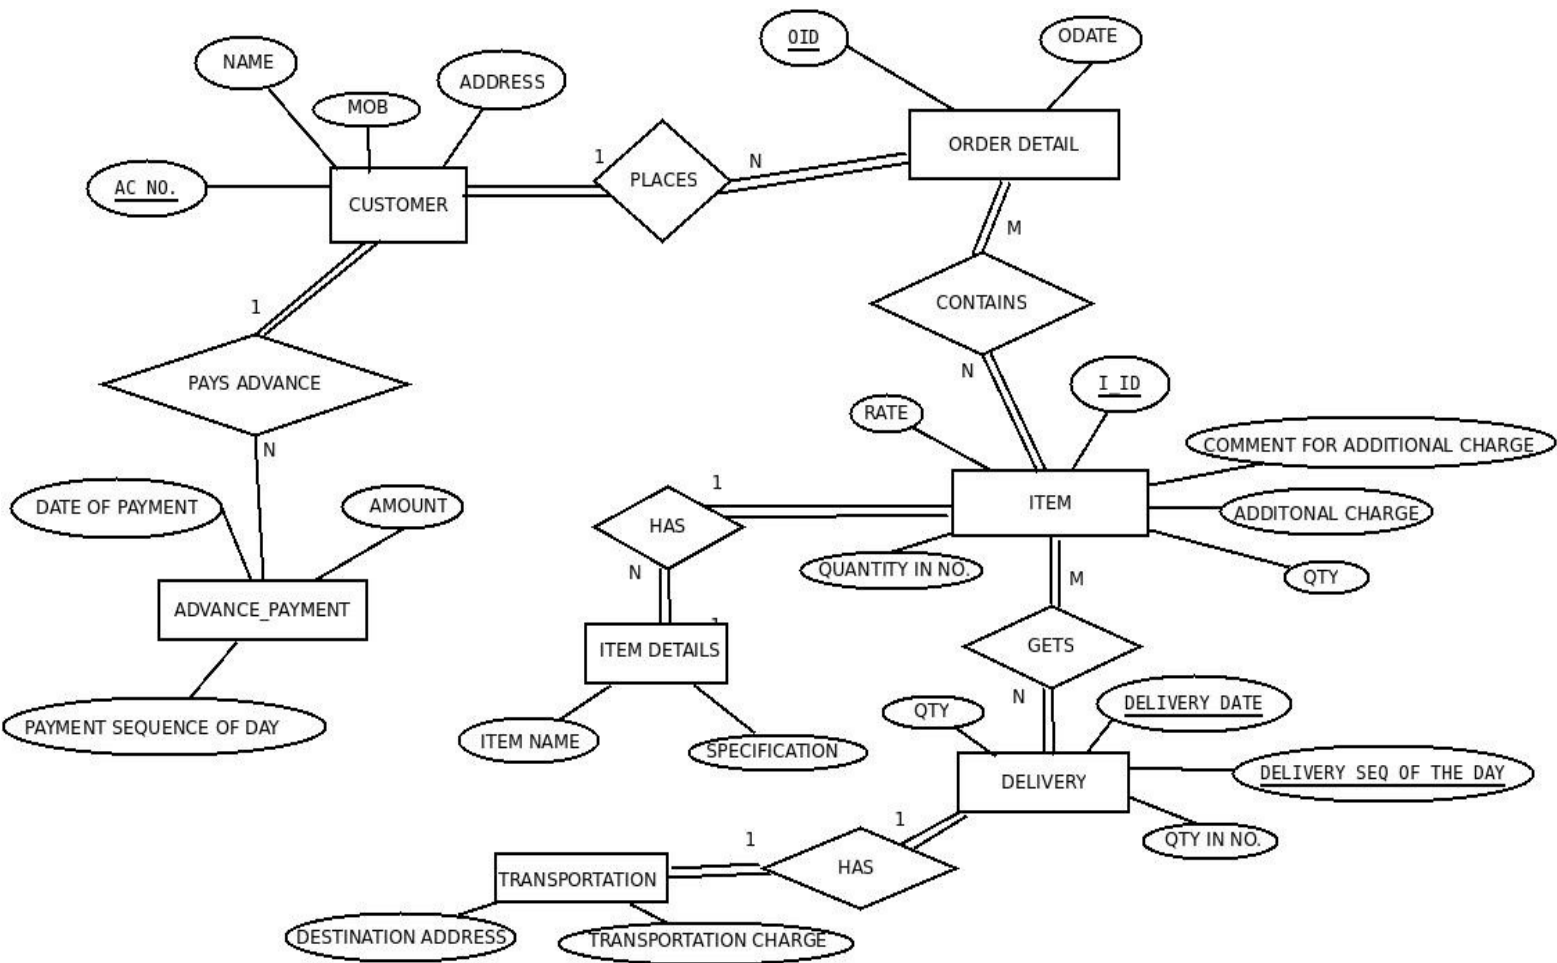 OID
ODATE
NAME
ADDRESS
MOB
ORDER DETAIL
1
N
PLACES
AC NO.
CUSTOMER
M
CONTAINS
1
PAYS ADVANCE
N
I_ID
RATE
COMMENT FOR ADDITIONAL CHARGE
N
1
DATE OF PAYMENT
AMOUNT
HAS
ITEM
ADDITONAL CHARGE
N
QUANTITY IN NO.
M
QTY
ADVANCE_PAYMENT
1
ITEM DETAILS
GETS
N
QTY
DELIVERY DATE
PAYMENT SEQUENCE OF DAY
ITEM NAME
SPECIFICATION
DELIVERY
DELIVERY SEQ OF THE DAY
1
1
QTY IN NO.
HAS
TRANSPORTATION
DESTINATION ADDRESS
TRANSPORTATION CHARGE